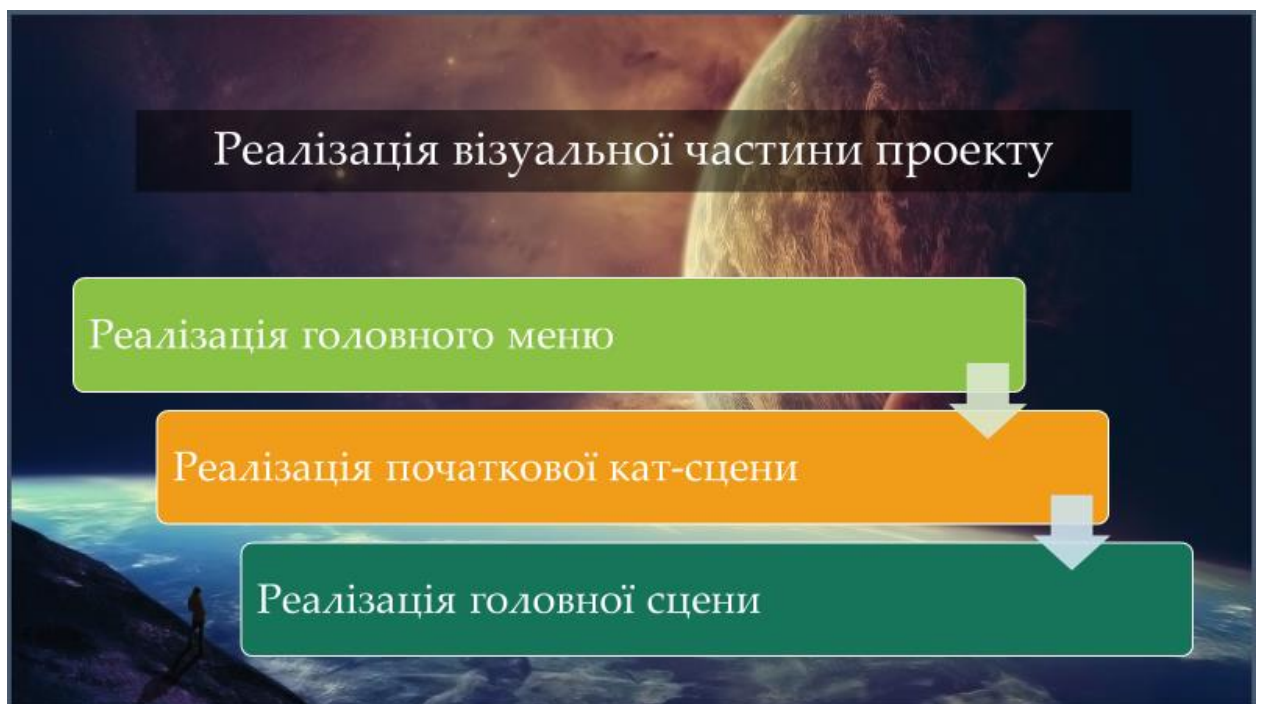 Реалізація візуальної частини проекту
Реалізація головного меню
Реалізація початкової кат-сцени
Реалізація головної сцени